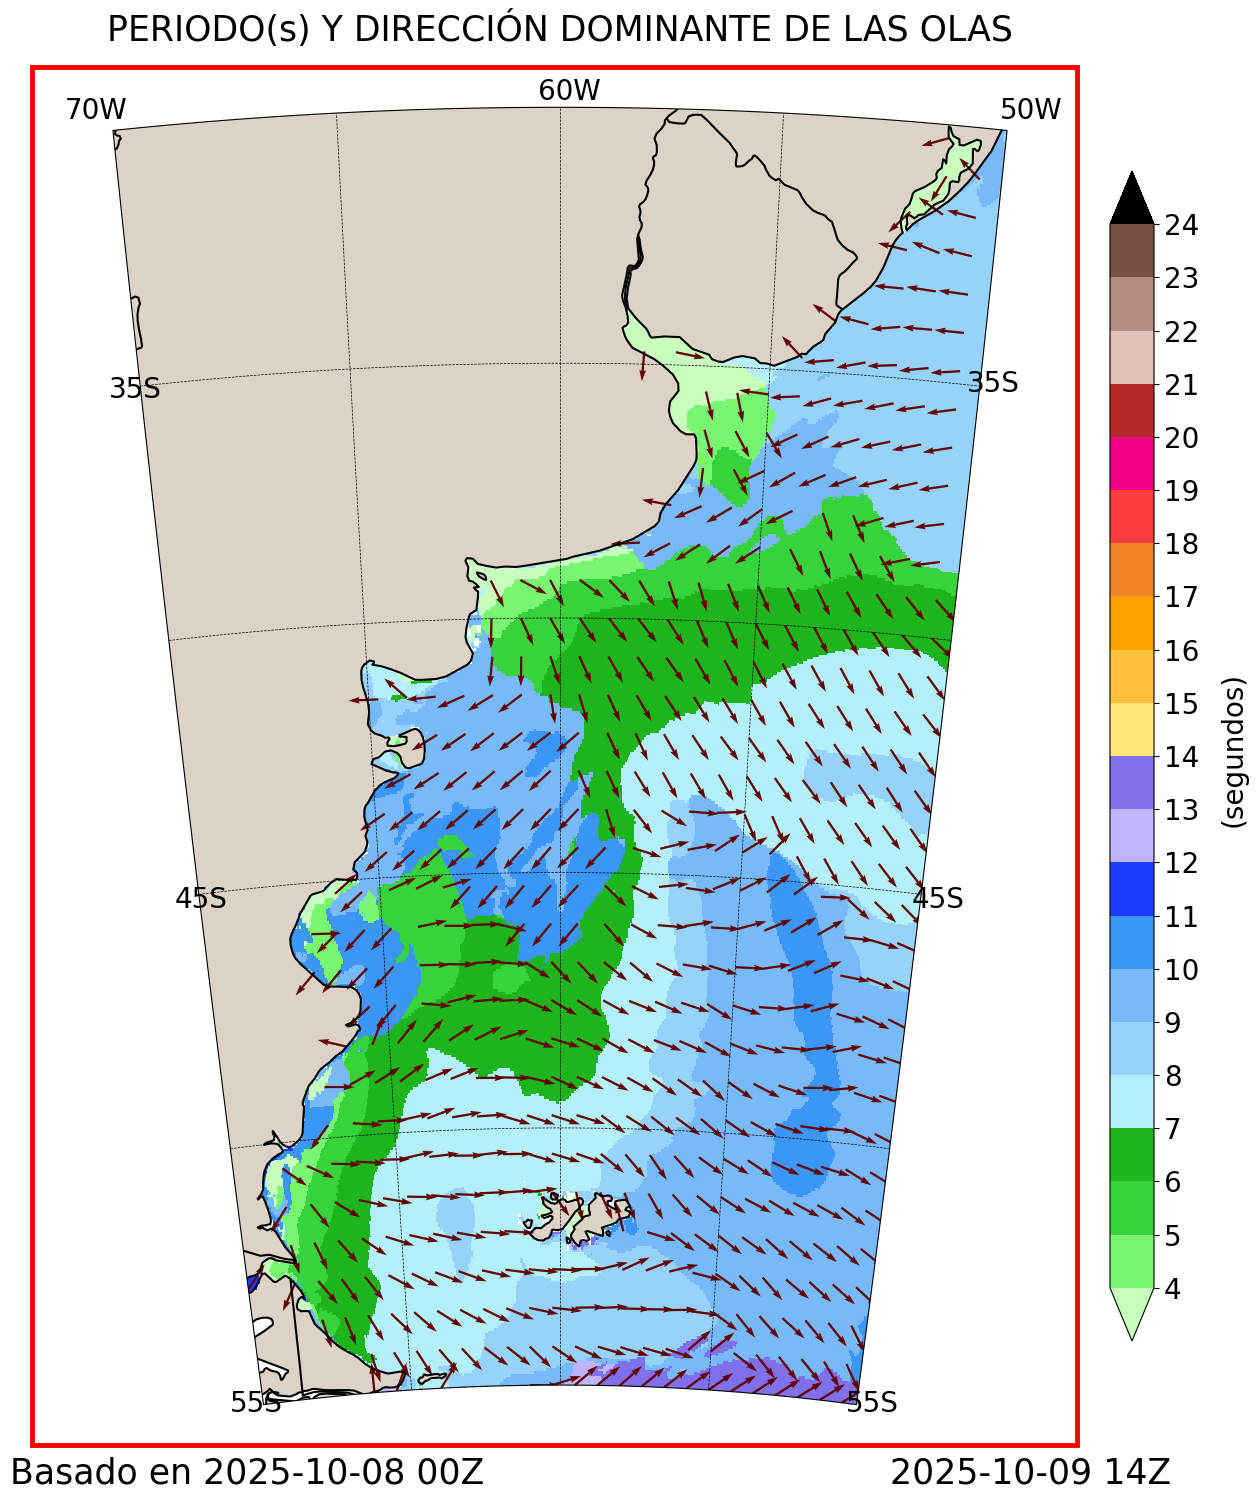 PERIODO(s) Y DIRECCIÓN DOMINANTE DE LAS OLAS
70W
60W
50W
35S
35S
45S
45S
55S
55S
24
23
22
21
20
19
18
17
16
15
14
13
12
11
10
9
8
7
6
5
4
(segundos)
Basado en 2025-10-08 00Z
2025-10-09 14Z